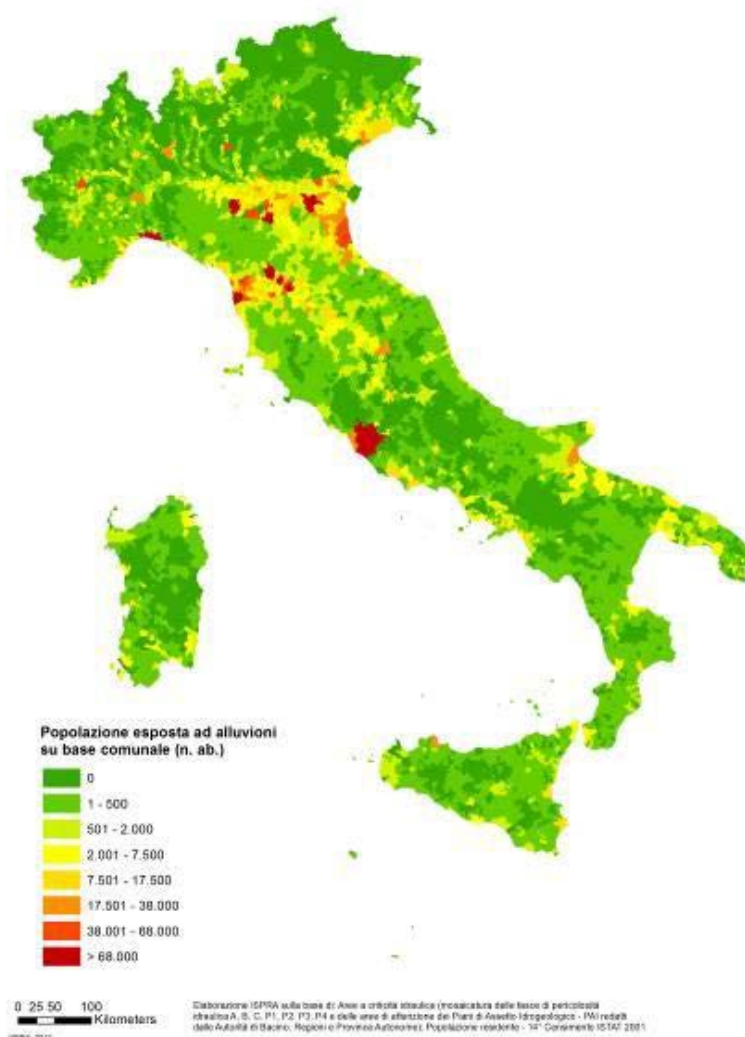 Popolazione esposta ad alluvioni
su base comunale (n. ab.)
0
1 - 500
501 - 2.000
2.001 - 7.500
7.501 - 17.500
17.501 - 38.000
38.001 - 68.000
> 68.000
0 25 50 100
Kilometers
Elaborazione ISPRA sulla base di: Aree a criticità idraulica (mosaicatura delle fasce di pericolosità
idraulica A, B, C, P1, P2, P3, P4 e delle aree di attenzione dei Piani di Assetto Idrogeologico - PAI redatti
dalle Autorità di Bacino, Regioni e Province Autonome); Popolazione residente - 14° Censimento ISTAT 2001